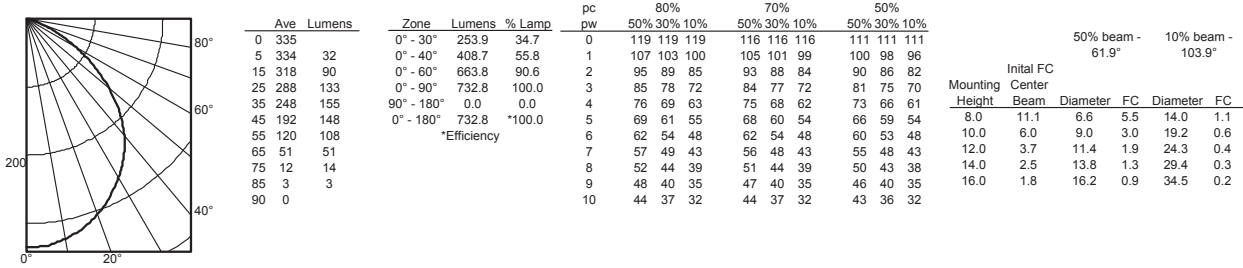 80°
60°
200
40°
0° 20°
Ave Lumens
0 335
5 334 32
15 318 90
25 288 133
35 248 155
45 192 148
55 120 108
65 51 51
75 12 14
85 3 3
90 0
Zone Lumens % Lamp
0° - 30° 253.9 34.7
0° - 40° 408.7 55.8
0° - 60° 663.8 90.6
0° - 90° 732.8 100.0
90° - 180° 0.0 0.0
0° - 180° 732.8 *100.0
*Efficiency
pc 80% 70% 50%
pw 50% 30% 10% 50% 30% 10% 50% 30% 10%
0 119 119 119 116 116 116 111 111 111
1 107 103 100 105 101 99 100 98 96
2 95 89 85 93 88 84 90 86 82
3 85 78 72 84 77 72 81 75 70
4 76 69 63 75 68 62 73 66 61
5 69 61 55 68 60 54 66 59 54
6 62 54 48 62 54 48 60 53 48
7 57 49 43 56 48 43 55 48 43
8 52 44 39 51 44 39 50 43 38
9 48 40 35 47 40 35 46 40 35
10 44 37 32 44 37 32 43 36 32
50% beam - 10% beam -
61.9° 103.9°
Inital FC
Mounting Center
Height Beam Diameter FC Diameter FC
8.0 11.1 6.6 5.5 14.0 1.1
10.0 6.0 9.0 3.0 19.2 0.6
12.0 3.7 11.4 1.9 24.3 0.4
14.0 2.5 13.8 1.3 29.4 0.3
16.0 1.8 16.2 0.9 34.5 0.2